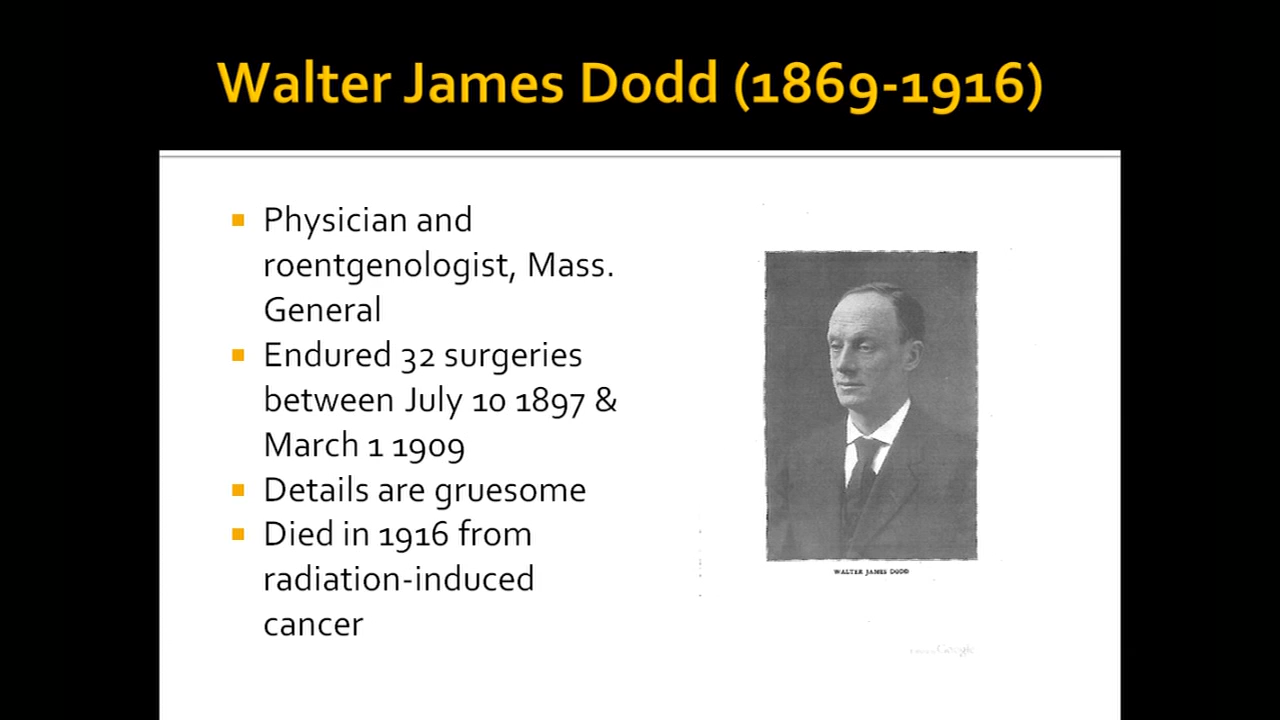 Walter James Dodd (1869-1916)
Physician and
roentgenologist, Mass.
General
Endured 32 surgeries
between July 10 1897 &
March 1 1909
Details are gruesome
Died in 1916 from
radiation-induced
cancer
WALTER JAMES DODD